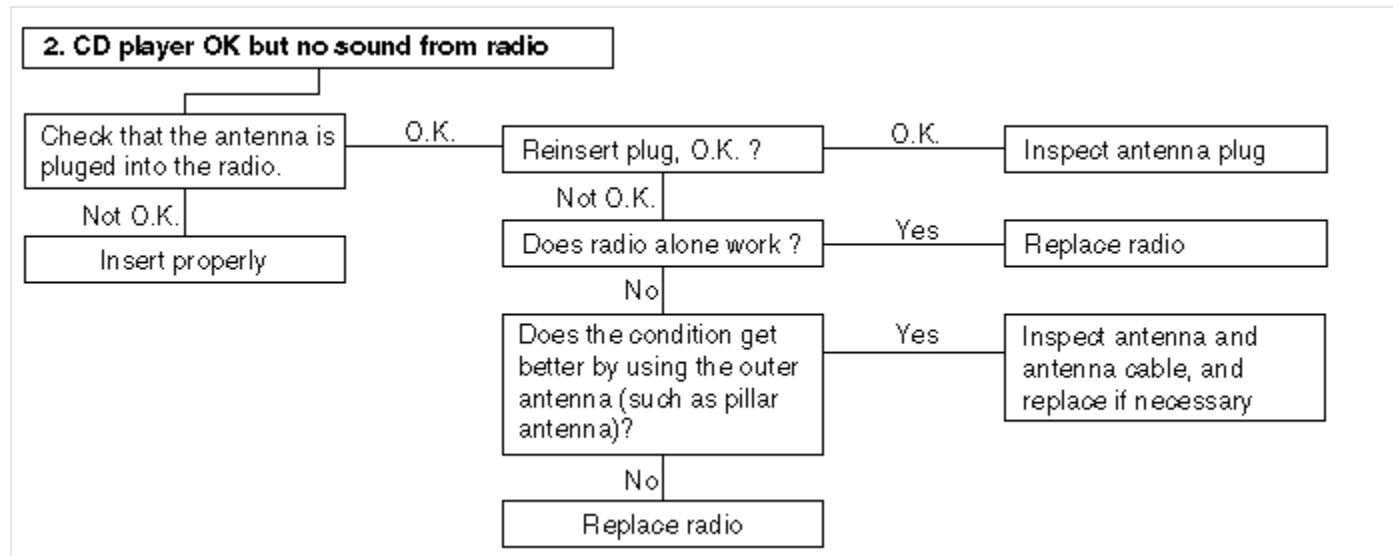 2. CD player OK but no sound from radio
Check that the antenna is
pluged into the radio.
O.K.
Reinsert plug, O.K. ?
O.K.
Inspect antenna plug
Not O.K.
Insert properly
Not O.K.
Does radio alone work ?
Yes
Replace radio
No
Does the condition get
better by using the outer
antenna (such as pillar
antenna)?
Yes
Inspect antenna and
antenna cable, and
replace if necessary
No
Replace radio